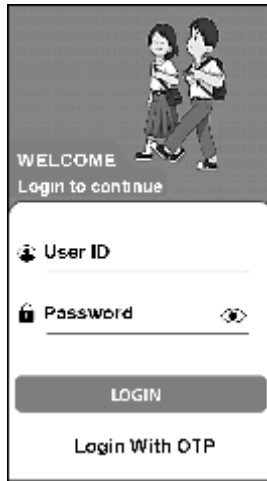 WELCOME
Login to continue
User ID
Password
LOGIN
Login With OTP